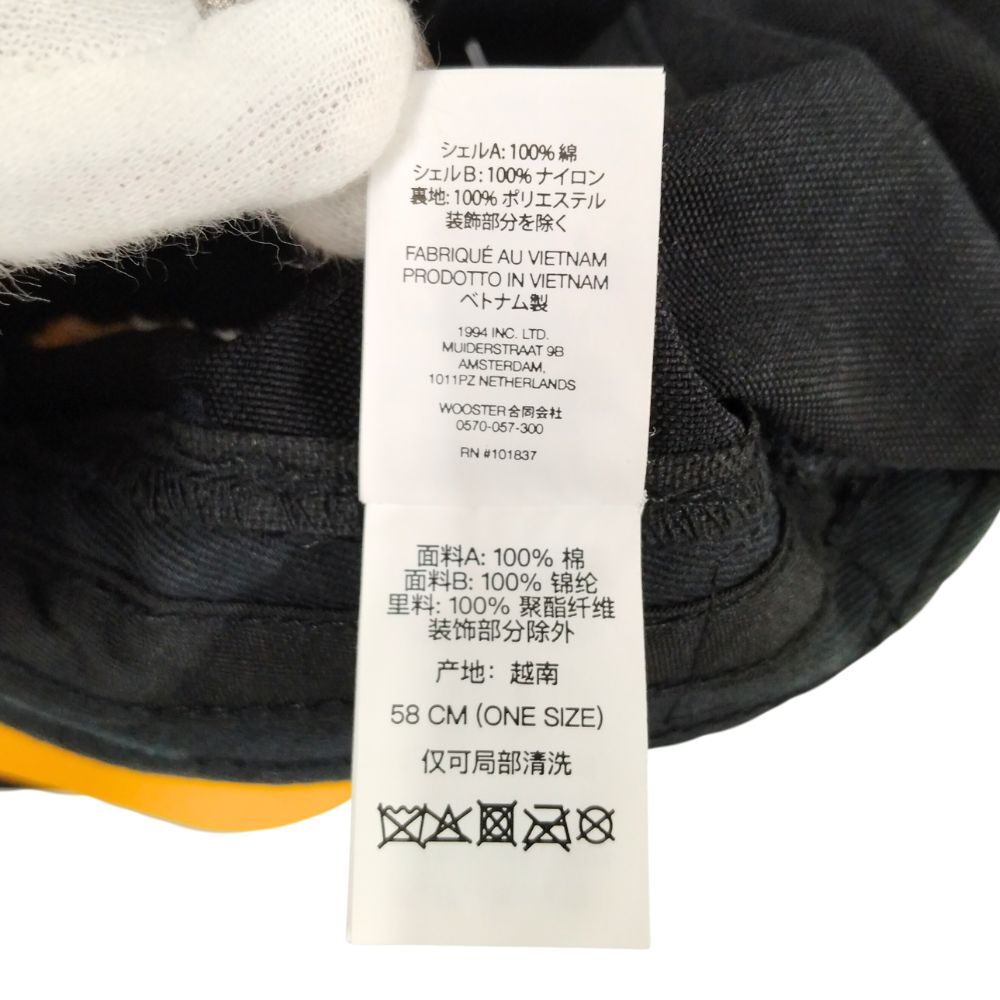 シェルA: 100% 綿
シェル B : 100% ナイロン
裏地: 100% ポリエステル
装飾部分を除く
FABRIQUÉ AU VIETNAM
PRODOTTO IN VIETNAM
ベトナム製
1994 INC. LTD.
MUIDERSTRAAT 9B
AMSTERDAM,
1011PZ NETHERLANDS
WOOSTER合同会社
0570-057-300
RN #101837
面料A: 100% 棉
面料B: 100% 锦纶
里料: 100% 聚酯纤维
装饰部分除外
产地：越南
58 CM (ONE SIZE)
仅可局部清洗